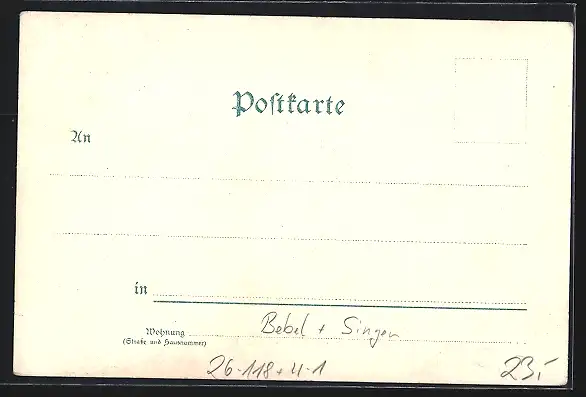 Postkarte
An
in
Wohnung Bebel + Singer
(Straße und Hausnummer)
26-118+4-1
23,-